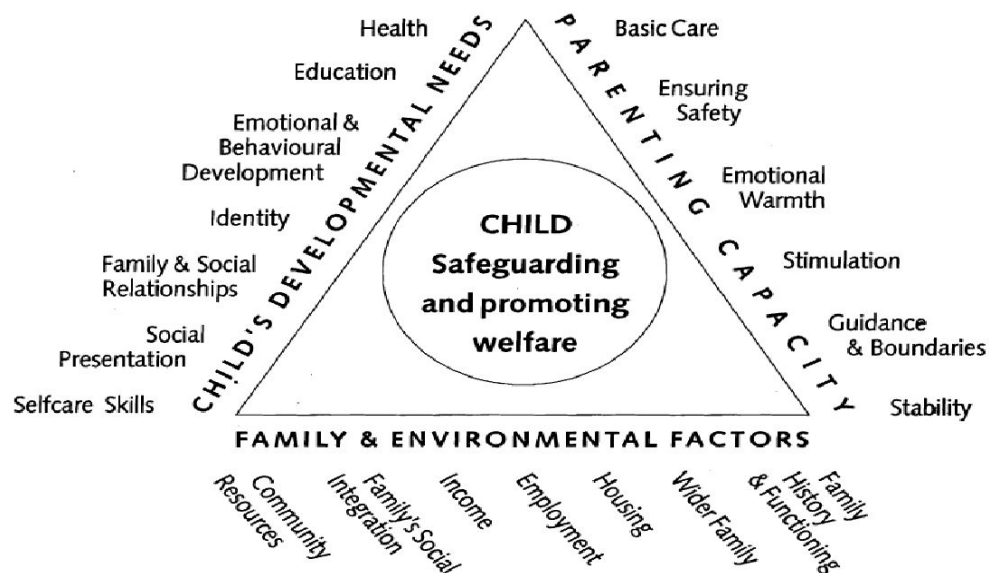 Health
Education
Emotional &
Behavioural
Development
Identity
Family & Social
Relationships
Social
Presentation
Selfcare Skills
CHILD'S DEVELOPMENTAL NEEDS
PARENTING CAPACITY
Basic Care
Ensuring
Safety
Emotional
Warmth
Stimulation
Guidance
& Boundaries
Stability
CHILD
Safeguarding
and promoting
welfare
FAMILY & ENVIRONMENTAL FACTORS
Community
Resources
Family's Social
Integration
Income
Employment
Housing
Wider Family
Family
History
& Functioning